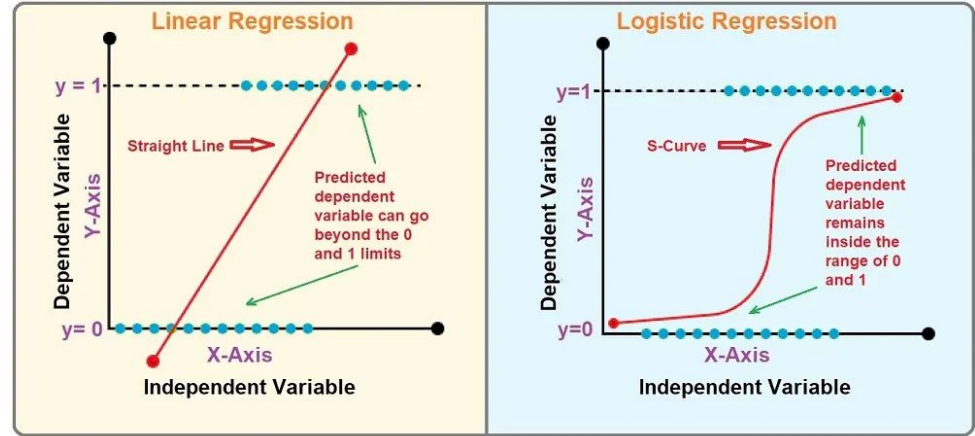 Linear Regression
y = 1
Straight Line
Predicted
dependent
variable can go
beyond the 0
and 1 limits
Dependent Variable
Y-Axis
y= 0
X-Axis
Independent Variable
Logistic Regression
y=1
S-Curve
Predicted
dependent
variable
remains
inside the
range of 0
and 1
Dependent Variable
Y-Axis
y=0
X-Axis
Independent Variable